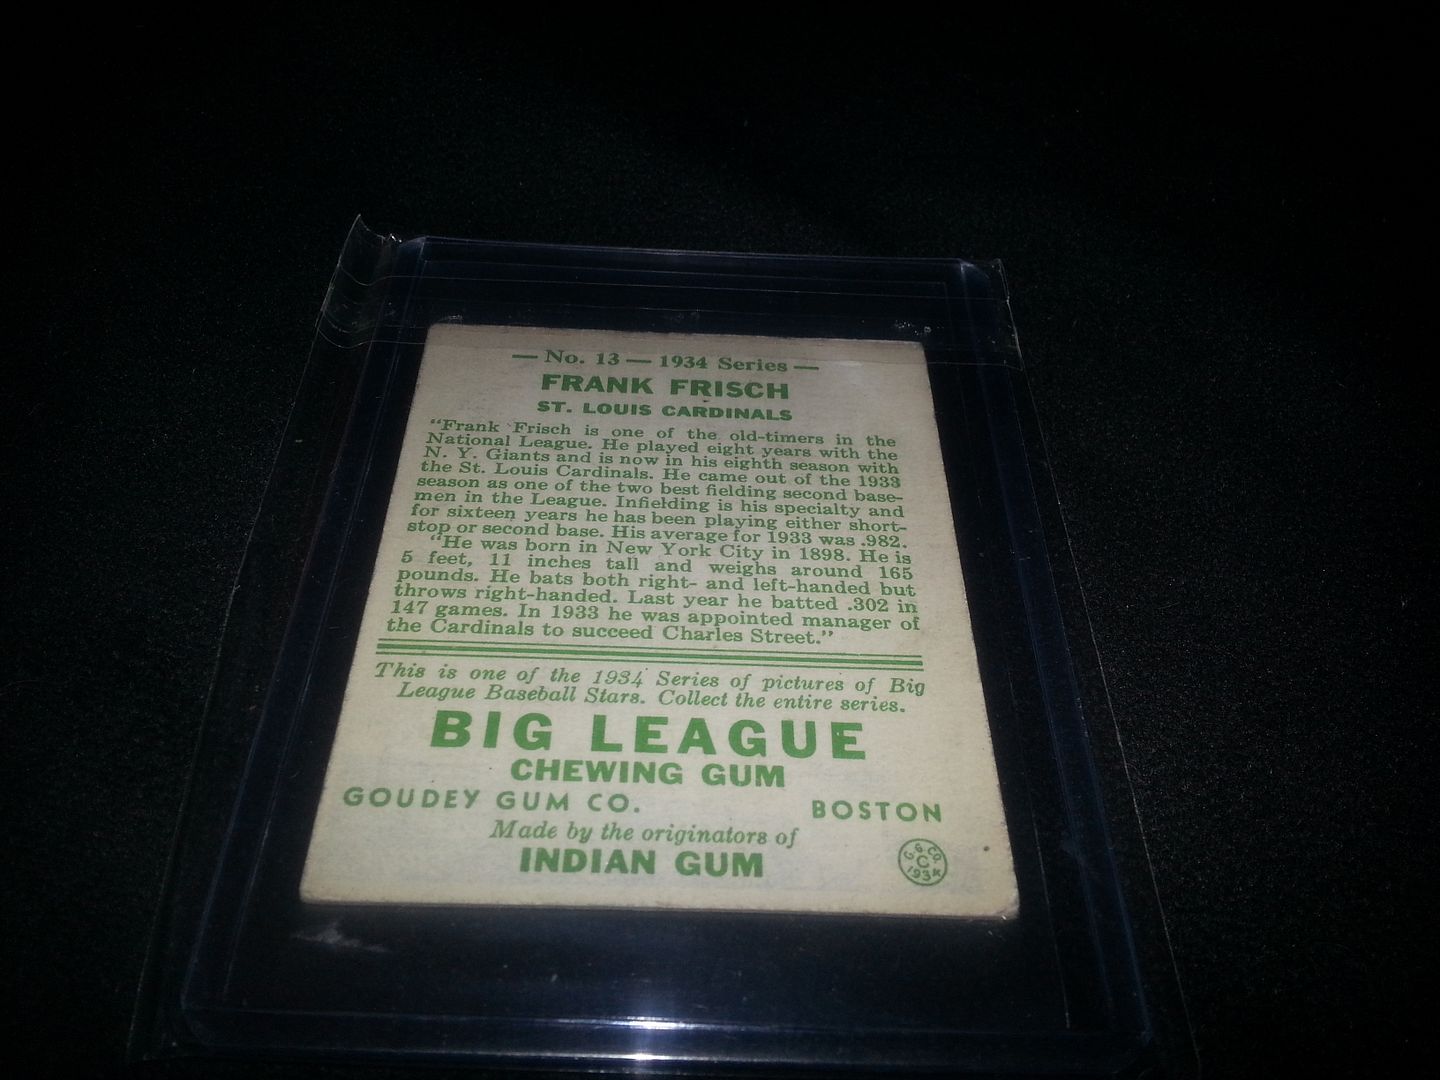 — No. 13 — 1934 Series —
FRANK FRISCH
ST. LOUIS CARDINALS
"Frank Frisch is one of the old-timers in the
National League. He played eight years with the
N. Y. Giants and is now in his eighth season with
the St. Louis Cardinals. He came out of the 1933
season as one of the two best fielding second base-
men in the League. Infielding is his specialty and
for sixteen years he has been playing either short-
stop or second base. His average for 1933 was .982.
"He was born in New York City in 1898. He is
5 feet, 11 inches tall and weighs around 165
pounds. He bats both right- and left-handed but
throws right-handed. Last year he batted .302 in
147 games. In 1933 he was appointed manager of
the Cardinals to succeed Charles Street."
This is one of the 1934 Series of pictures of Big
League Baseball Stars. Collect the entire series.
BIG LEAGUE
CHEWING GUM
GOUDEY GUM CO. BOSTON
Made by the originators of
INDIAN GUM
G. G. CO.
C
1934